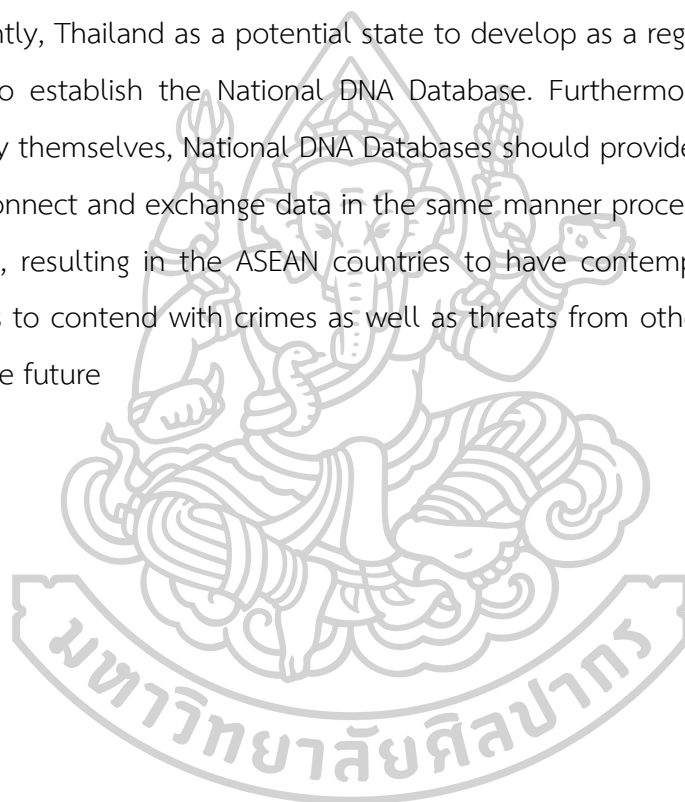 ntly, Thailand as a potential state to develop as a reg
o establish the National DNA Database. Furthermo
y themselves, National DNA Databases should provide
onnect and exchange data in the same manner proce
, resulting in the ASEAN countries to have contemp
s to contend with crimes as well as threats from othe
e future
มหาวิทยาลัยศิลปากร